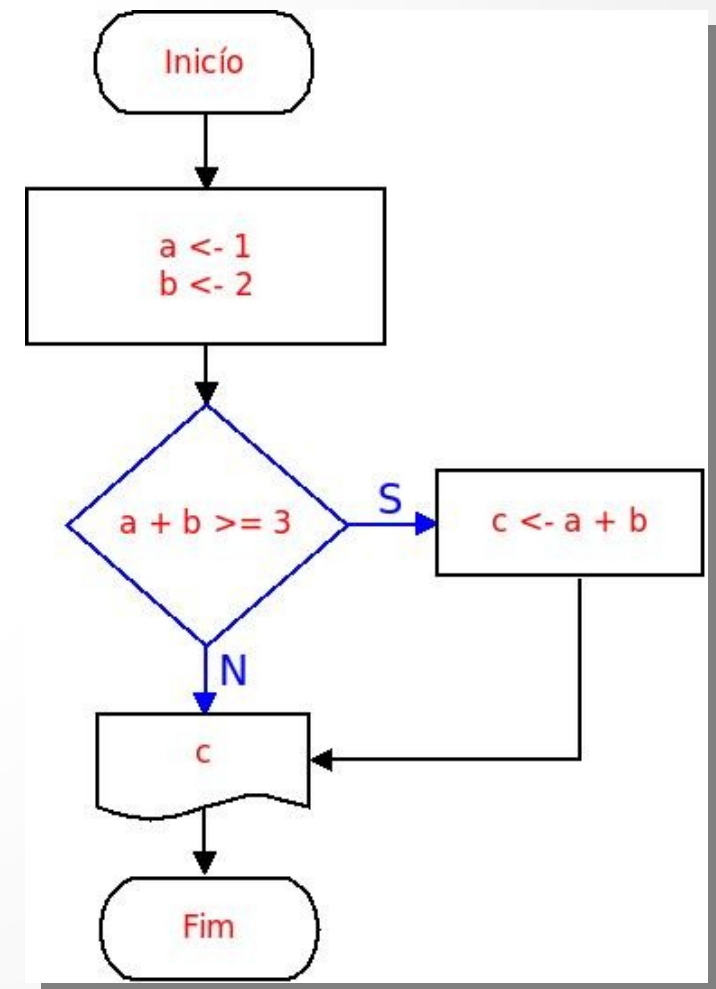 Inicío
a <- 1
b <- 2
a + b >= 3
S
c <- a + b
N
c
Fim